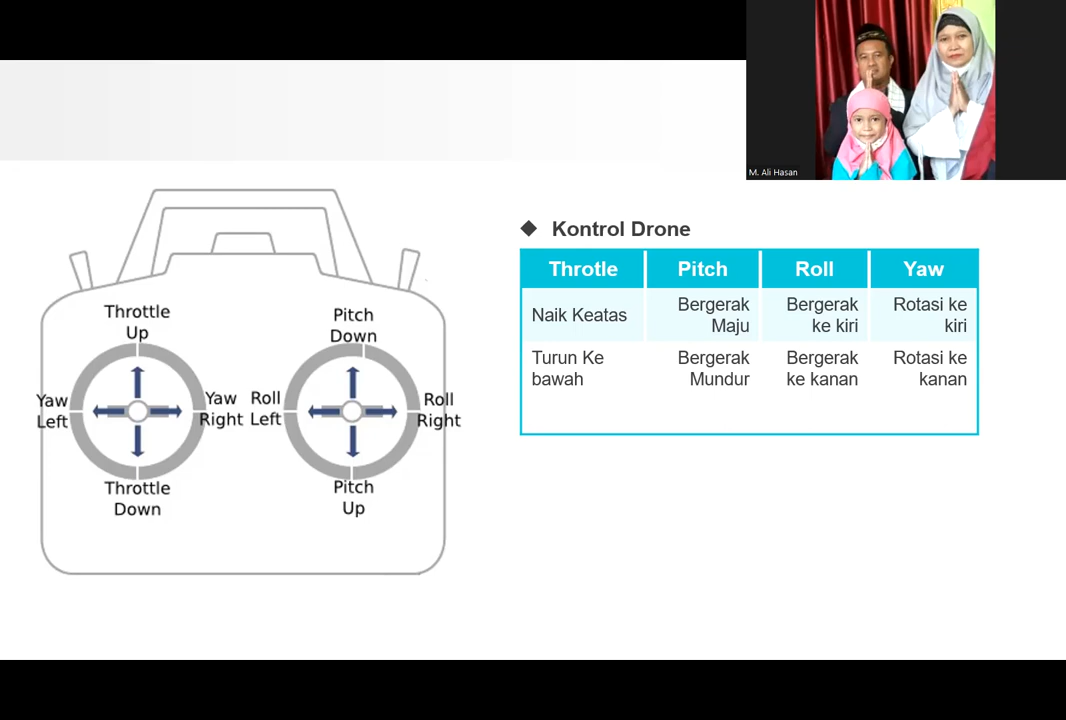 M. Ali Hasan
Throttle
Up
Pitch
Down
Yaw
Left
Yaw
Right
Roll
Left
Roll
Right
Throttle
Down
Pitch
Up
Kontrol Drone
Throtle Pitch Roll Yaw
Naik Keatas
Bergerak
Maju
Bergerak
ke kiri
Rotasi ke
kiri
Turun Ke
bawah
Bergerak
Mundur
Bergerak
ke kanan
Rotasi ke
kanan